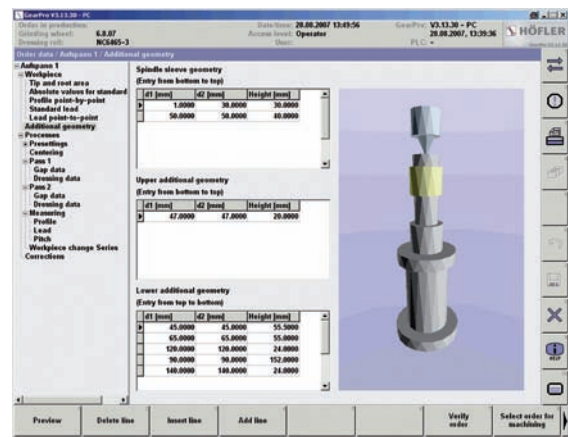 GearPro V3.13.30 - PC
Order in production:
Grinding wheel: 6.8.07
Dressing roll: NC6465-3
Date/time: 20.08.2007 13:49:56
Access level: Operator
User:
GearPro: V3.13.30 - PC
20.08.2007, 13:39:36
PLC: -
HÖFLER
Order data / Aufspann 1 / Additional geometry
Aufspann 1
Workpiece
Tip and root area
Absolute values for standard
Profile point-by-point
Standard lead
Lead point-to-point
Additional geometry
Processes
Presettings
Centering
Pass 1
Gap data
Dressing data
Pass 2
Gap data
Dressing data
Measuring
Profile
Lead
Pitch
Workpiece change Series
Corrections
Spindle sleeve geometry
(Entry from bottom to top)
d1 [mm] d2 [mm] Height [mm]
1.0000 30.0000 30.0000
50.0000 50.0000 40.0000
Upper additional geometry
(Entry from bottom to top)
d1 [mm] d2 [mm] Height [mm]
47.0000 47.0000 20.0000
Lower additional geometry
(Entry from top to bottom)
d1 [mm] d2 [mm] Height [mm]
45.0000 45.0000 55.5000
65.0000 65.0000 55.0000
120.0000 120.0000 24.0000
90.0000 90.0000 152.0000
140.0000 140.0000 24.0000
HELP
Preview
Delete line
Insert line
Add line
Verify order
Select order for machining